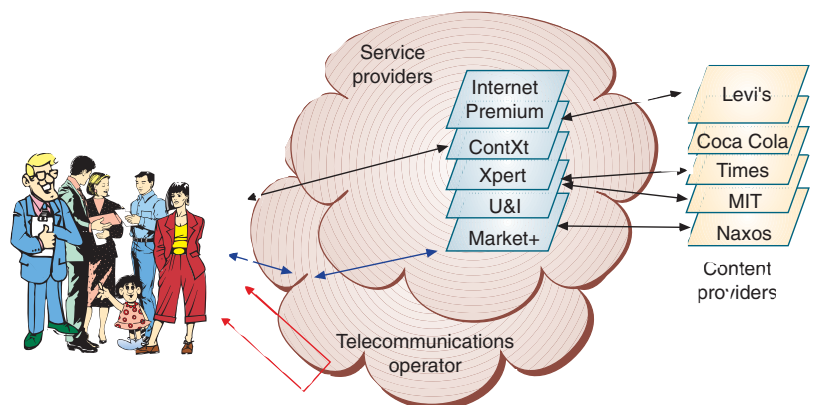 Service
providers
Internet
Premium
ContXt
Xpert
U&I
Market+
Levi's
Coca Cola
Times
MIT
Naxos
Content
providers
Telecommunications
operator